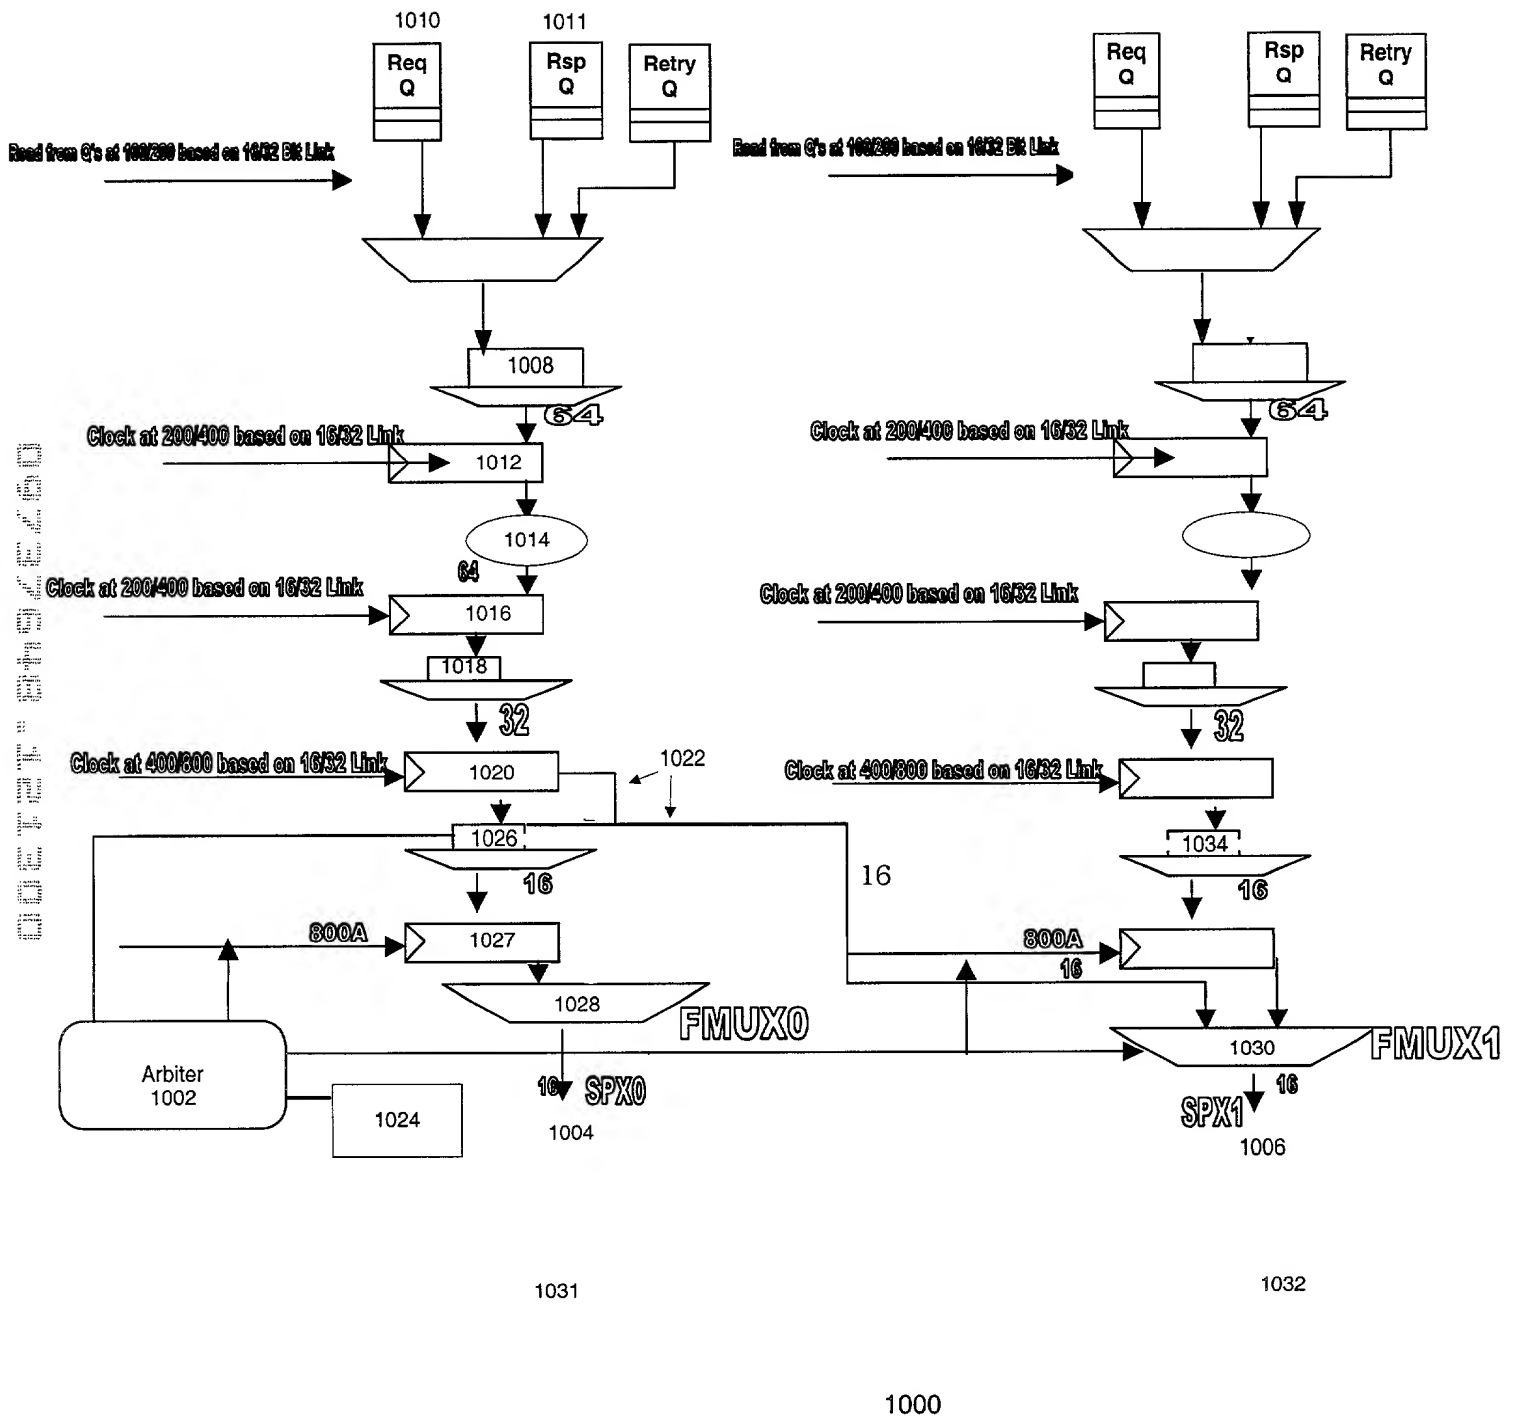 1010
1011
Req
Q
Rsp
Q
Retry
Q
Req
Q
Rsp
Q
Retry
Q
Read from Q's at 100/200 based on 16/32 Bit Link
Read from Q's at 100/200 based on 16/32 Bit Link
1008
64
64
Clock at 200/400 based on 16/32 Link
Clock at 200/400 based on 16/32 Link
1012
1014
64
Clock at 200/400 based on 16/32 Link
Clock at 200/400 based on 16/32 Link
1016
1018
32
32
Clock at 400/800 based on 16/32 Link
Clock at 400/800 based on 16/32 Link
1020
1022
1026
1034
16
16
16
800A
800A
1027
16
1028
FMUX0
1030
FMUX1
Arbiter
1002
1024
16
SPX0
16
SPX1
1004
1006
1031
1032
1000